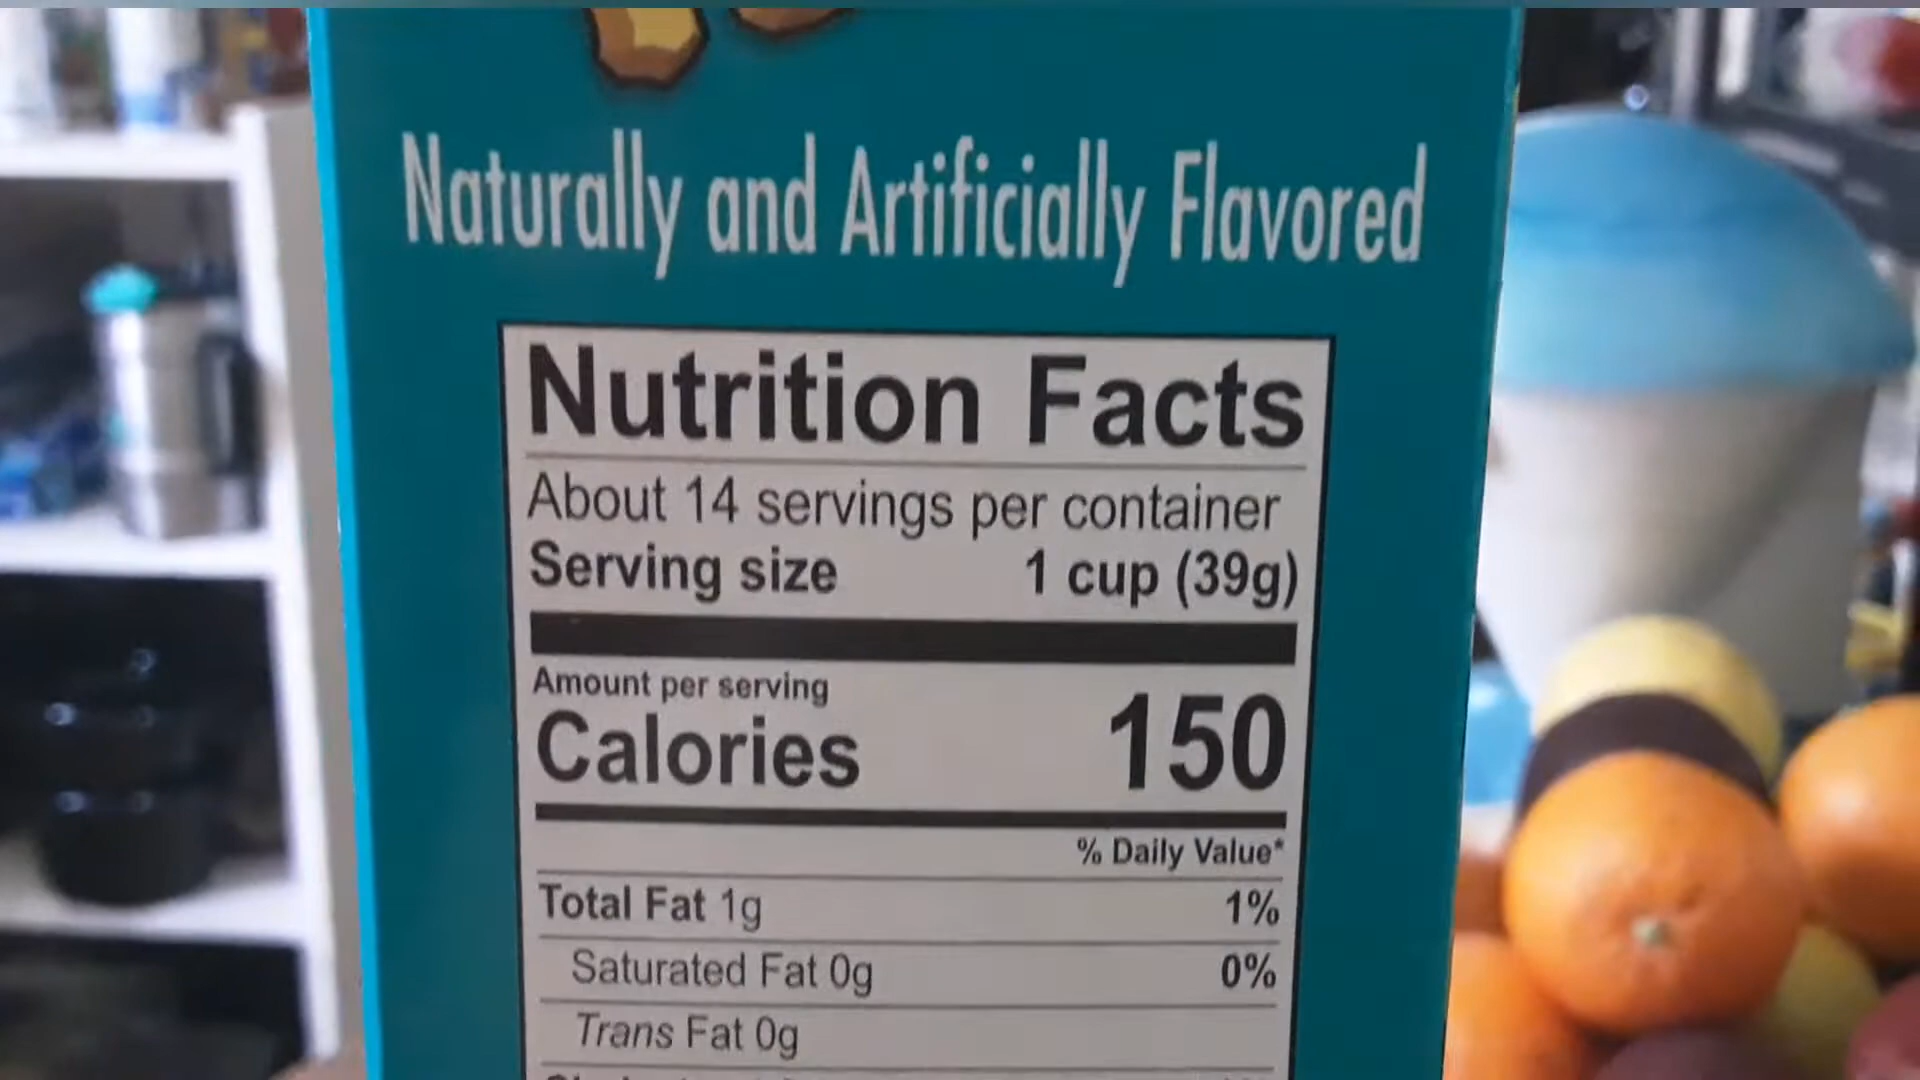 Naturally and Artificially Flavored
Nutrition Facts
About 14 servings per container
Serving size 1 cup (39g)
Amount per serving
Calories 150
% Daily Value*
Total Fat 1g 1%
Saturated Fat 0g 0%
Trans Fat 0g